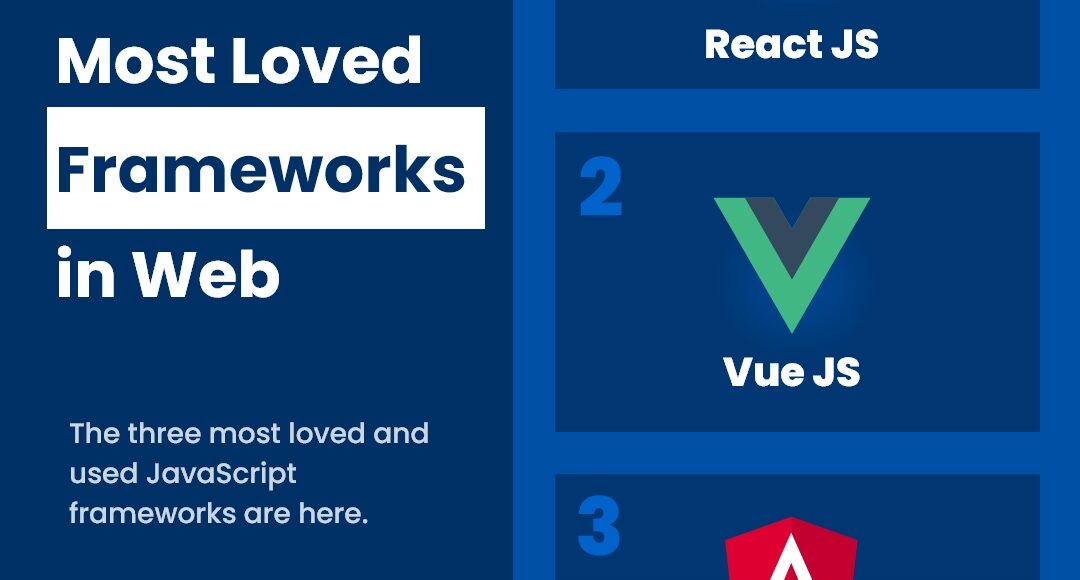 Most Loved
Frameworks
in Web
The three most loved and
used JavaScript
frameworks are here.
React JS
2
Vue JS
3